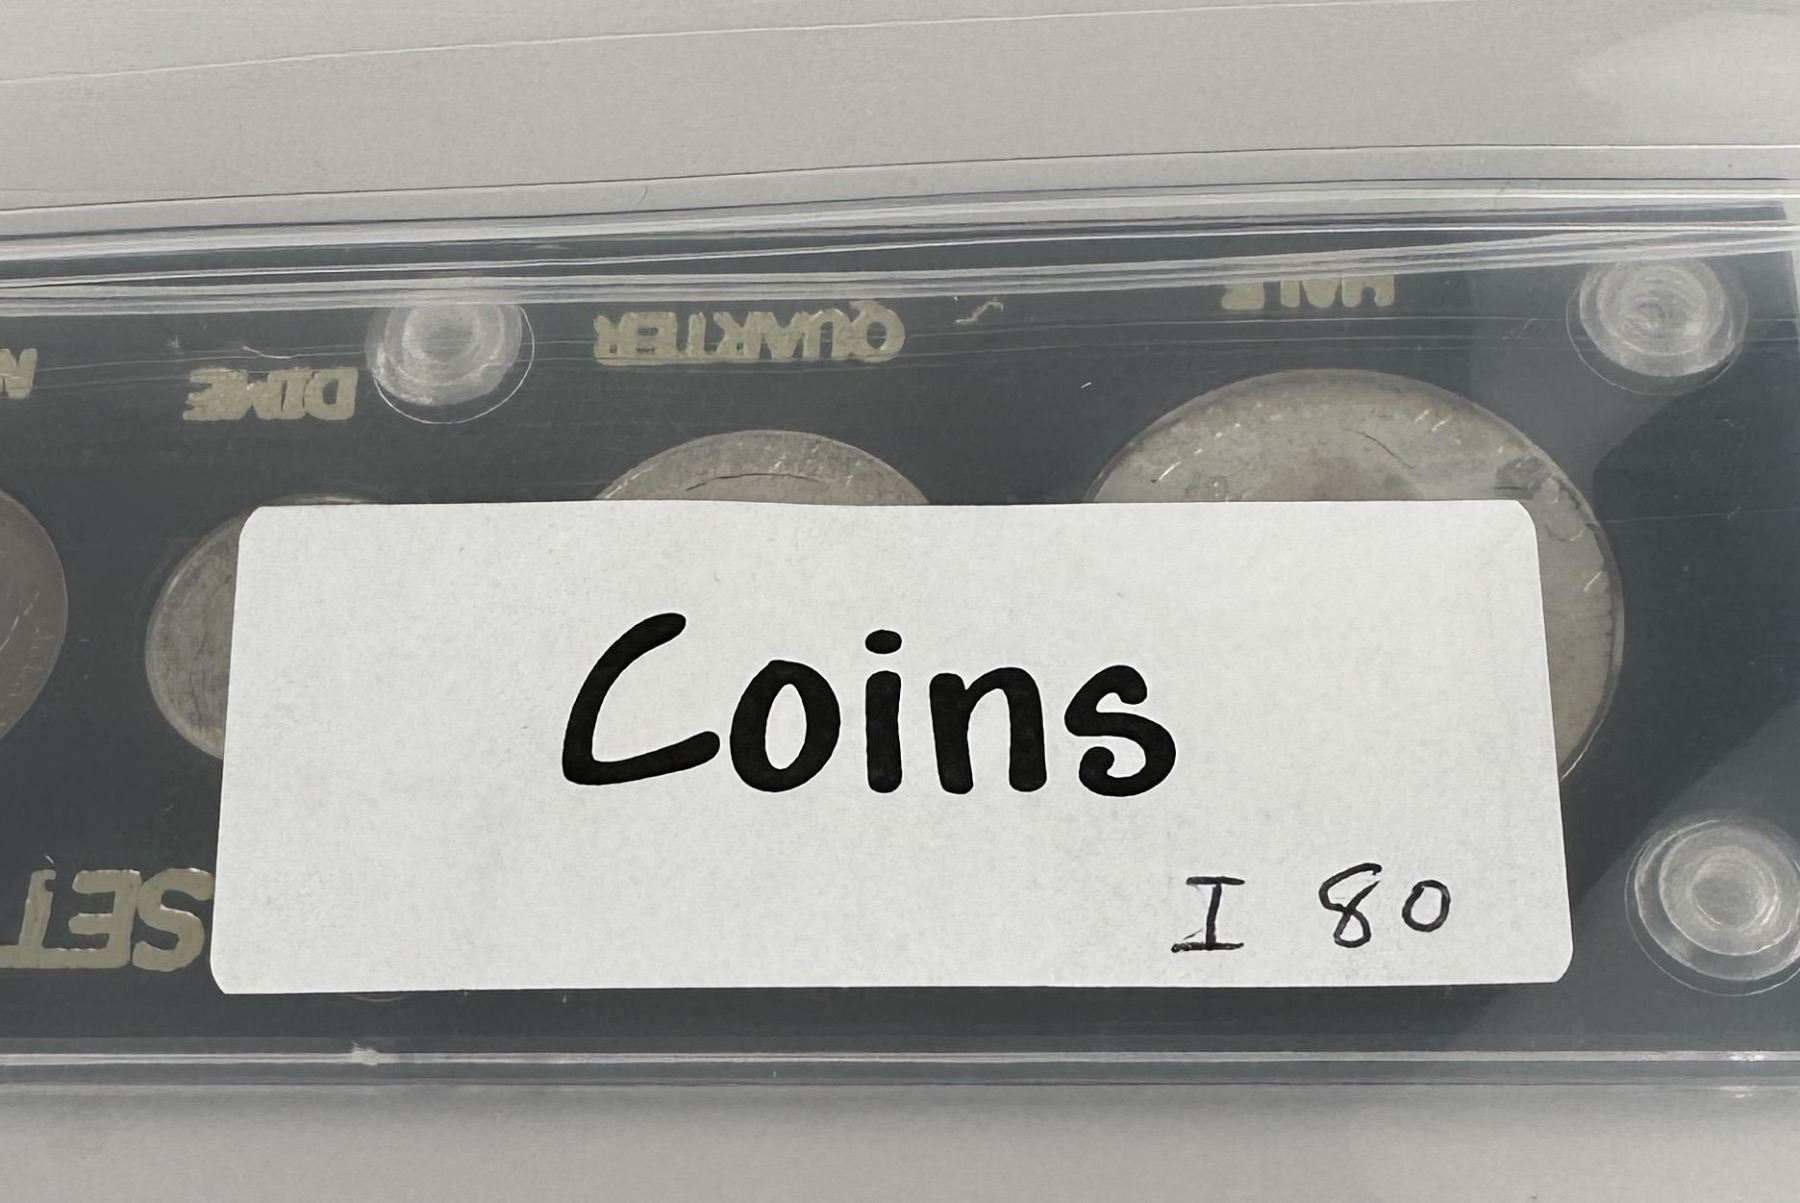 DIME QUARTER HALF
Coins
I 80
SET